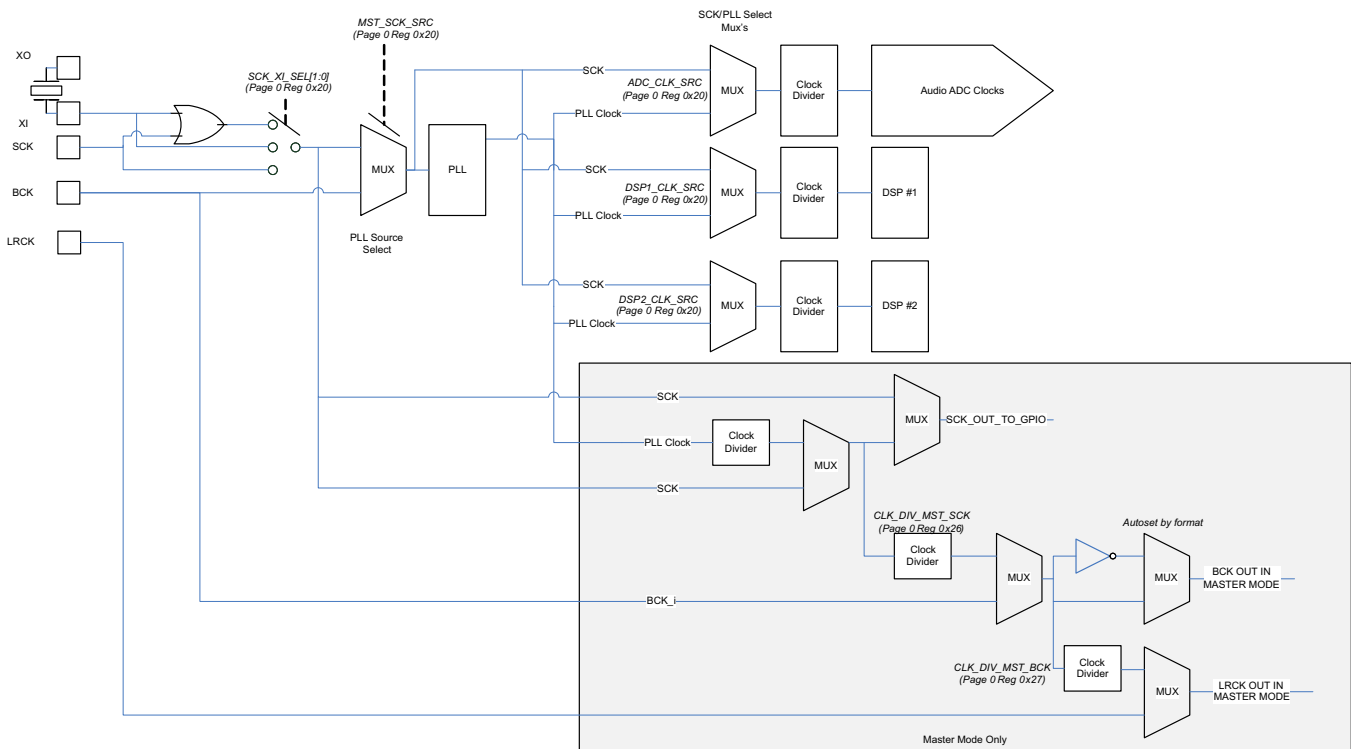 SCK/PLL Select
Mux's
MST_SCK_SRC
(Page 0 Reg 0x20)
XO
SCK_XI_SEL[1:0]
(Page 0 Reg 0x20)
XI
SCK
BCK
LRCK
MUX
PLL Source
Select
PLL
SCK
ADC_CLK_SRC
(Page 0 Reg 0x20)
PLL Clock
MUX
Clock
Divider
Audio ADC Clocks
SCK
DSP1_CLK_SRC
(Page 0 Reg 0x20)
PLL Clock
MUX
Clock
Divider
DSP #1
SCK
DSP2_CLK_SRC
(Page 0 Reg 0x20)
PLL Clock
MUX
Clock
Divider
DSP #2
SCK
MUX
SCK_OUT_TO_GPIO
PLL Clock
Clock
Divider
MUX
SCK
CLK_DIV_MST_SCK
(Page 0 Reg 0x26)
Clock
Divider
MUX
Autoset by format
MUX
BCK OUT IN
MASTER MODE
BCK_i
CLK_DIV_MST_BCK
(Page 0 Reg 0x27)
Clock
Divider
MUX
LRCK OUT IN
MASTER MODE
Master Mode Only